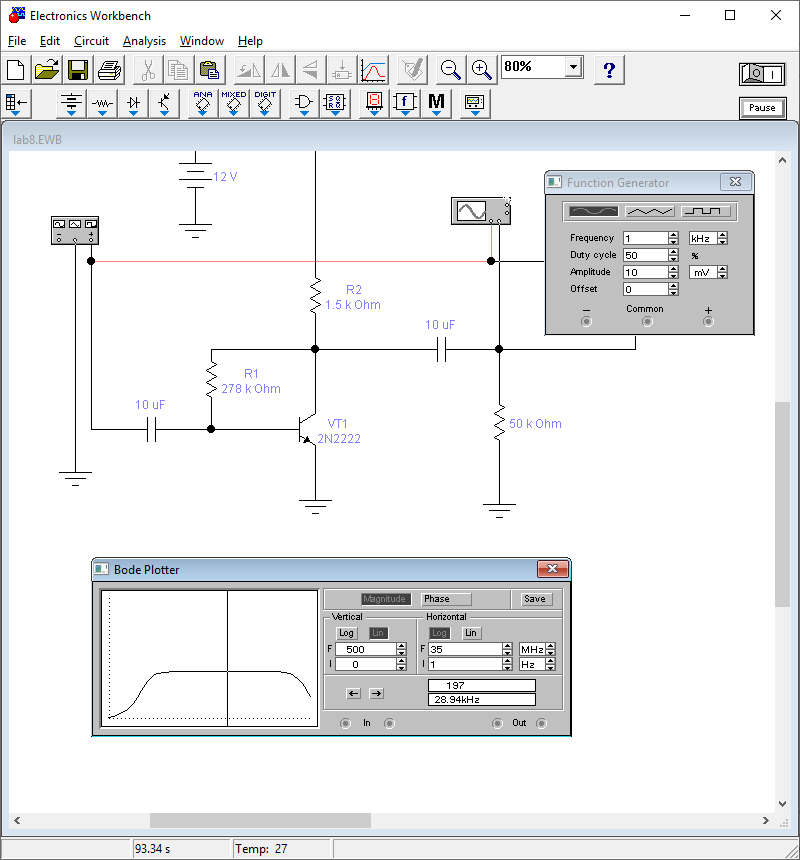 Electronics Workbench
File Edit Circuit Analysis Window Help
80%
?
I
ANA MIXED DIGIT
f M
Pause
lab8.EWB
12 V
R2
1.5 k Ohm
10 uF
R1
278 k Ohm
10 uF
VT1
2N2222
50 k Ohm
Function Generator
Frequency 1 kHz
Duty cycle 50 %
Amplitude 10 mV
Offset 0
− Common +
Bode Plotter
Magnitude Phase Save
Vertical Horizontal
Log Lin Log Lin
F 500 F 35 MHz
I 0 I 1 Hz
197
28.94kHz
In Out
93.34 s Temp: 27